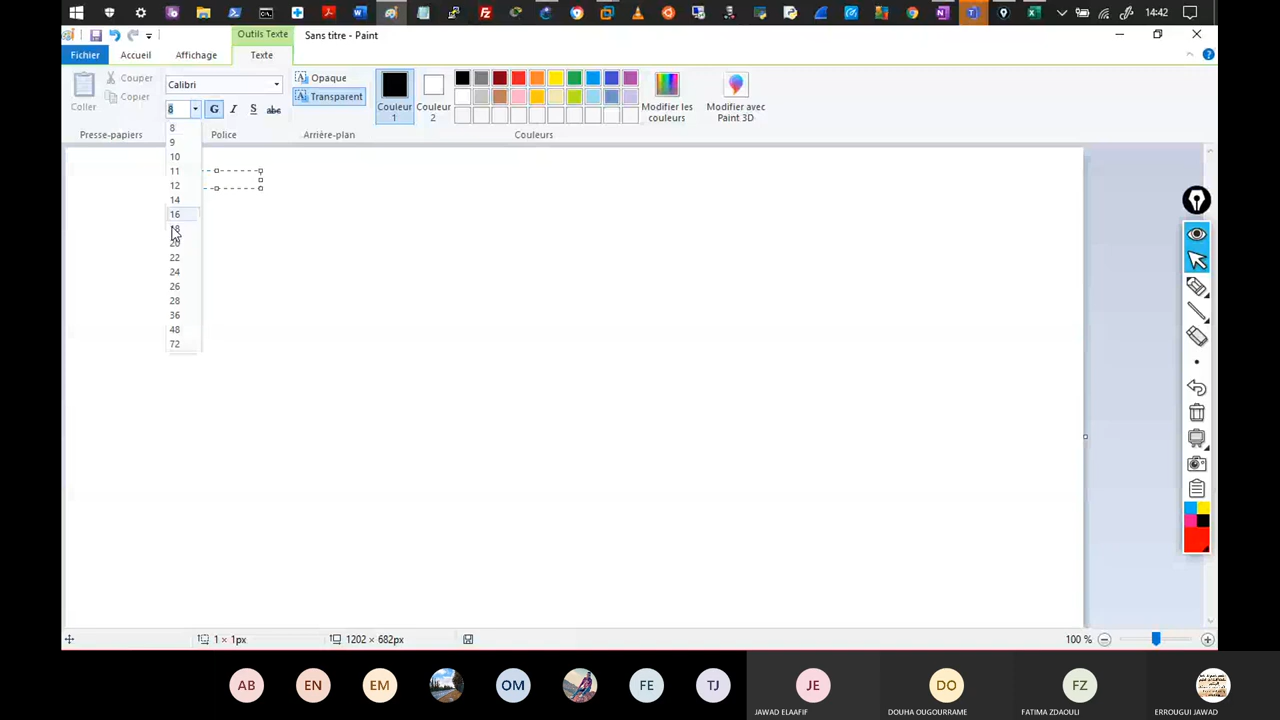 14:42
Outils Texte
Sans titre - Paint
Fichier
Accueil
Affichage
Texte
Coller
Couper
Copier
Calibri
8
G
I
S
abc
Opaque
Transparent
Couleur
1
Couleur
2
Modifier les
couleurs
Modifier avec
Paint 3D
Presse-papiers
Police
Arrière-plan
Couleurs
8
9
10
11
12
14
16
18
20
22
24
26
28
36
48
72
1 × 1px
1202 × 682px
100 %
AB
EN
EM
OM
FE
TJ
JE
DO
FZ
JAWAD ELAAFIF
DOUHA OUGOURRAME
FATIMA ZDAOULI
ERROUGUI JAWAD